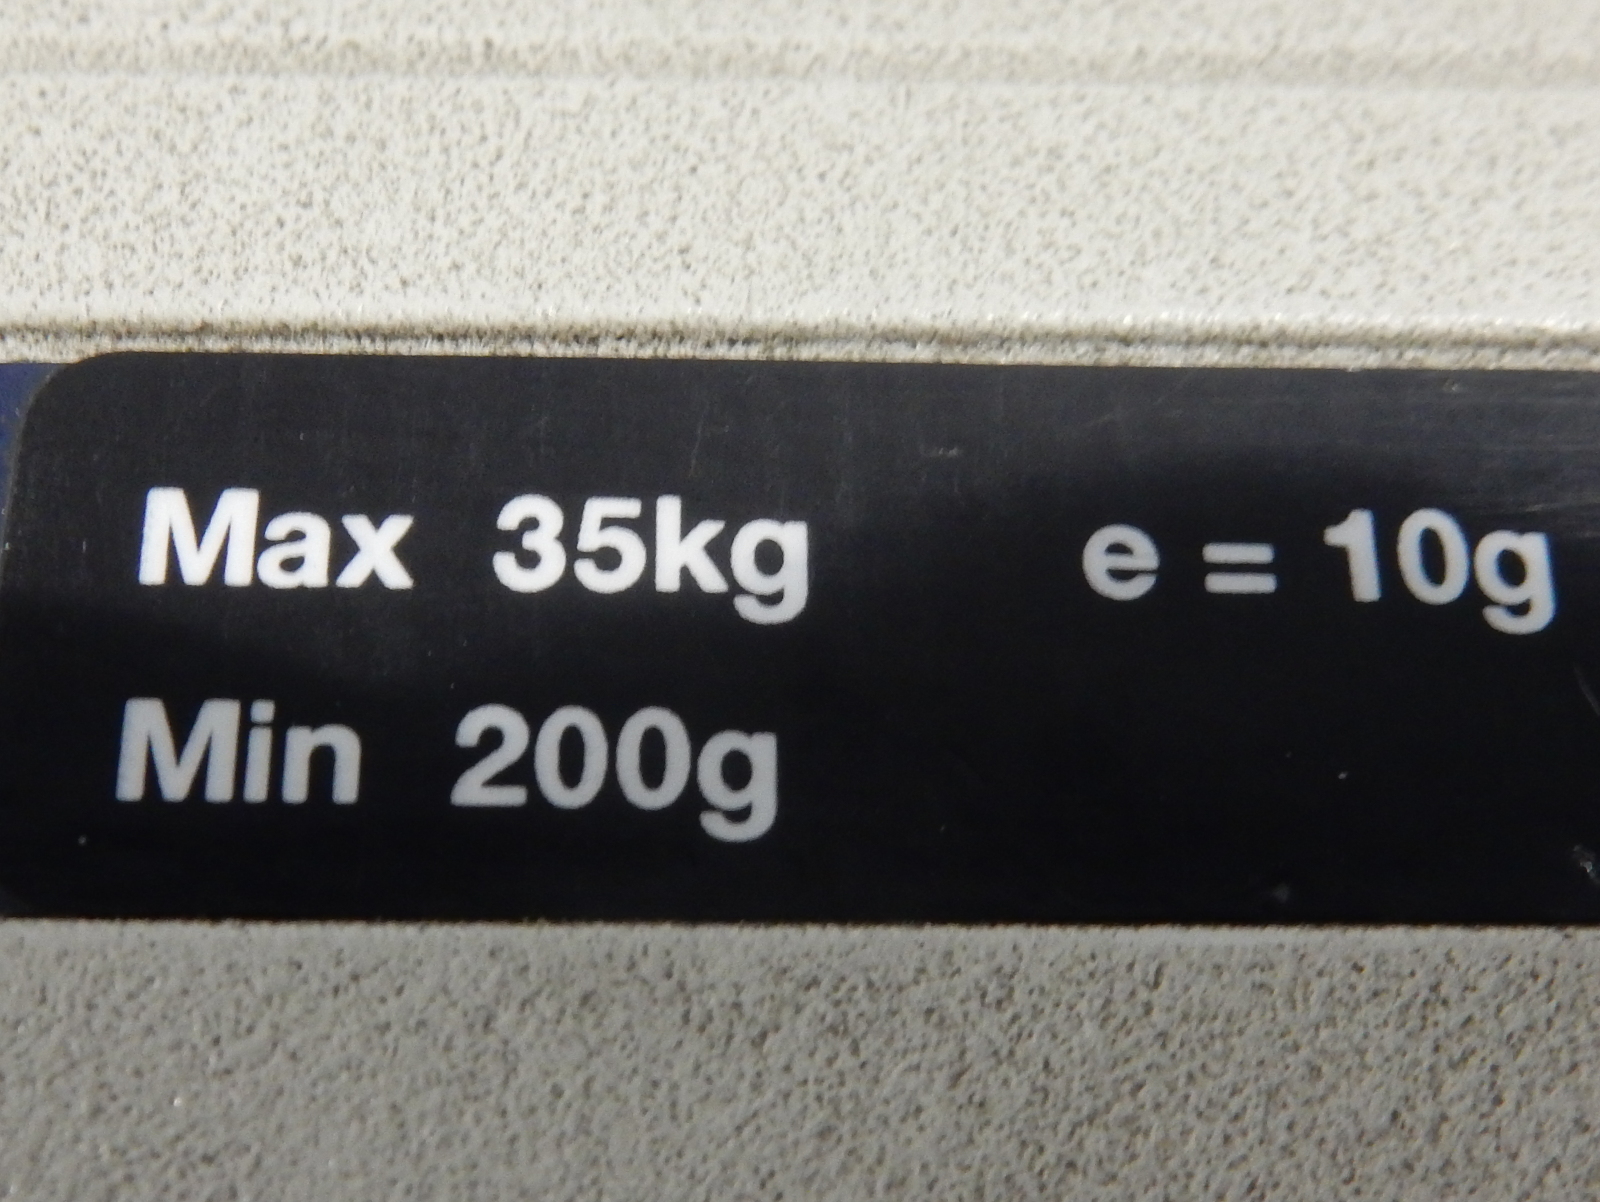 Max 35kg e = 10g
Min 200g